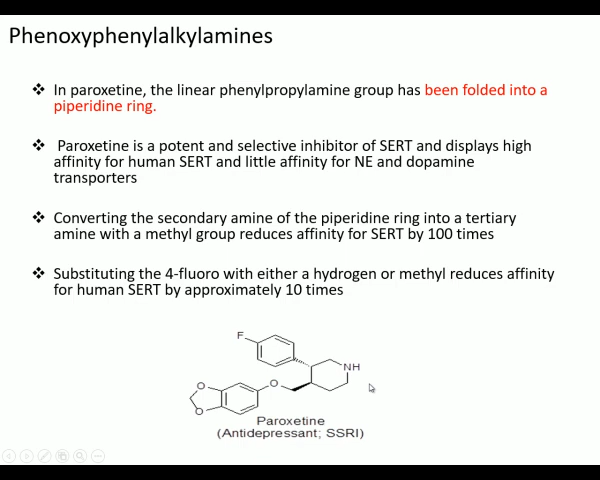 Phenoxyphenylalkylamines
❖ In paroxetine, the linear phenylpropylamine group has been folded into a
piperidine ring.
❖ Paroxetine is a potent and selective inhibitor of SERT and displays high
affinity for human SERT and little affinity for NE and dopamine
transporters
❖ Converting the secondary amine of the piperidine ring into a tertiary
amine with a methyl group reduces affinity for SERT by 100 times
❖ Substituting the 4-fluoro with either a hydrogen or methyl reduces affinity
for human SERT by approximately 10 times
F
NH
O
O
O
Paroxetine
(Antidepressant; SSRI)